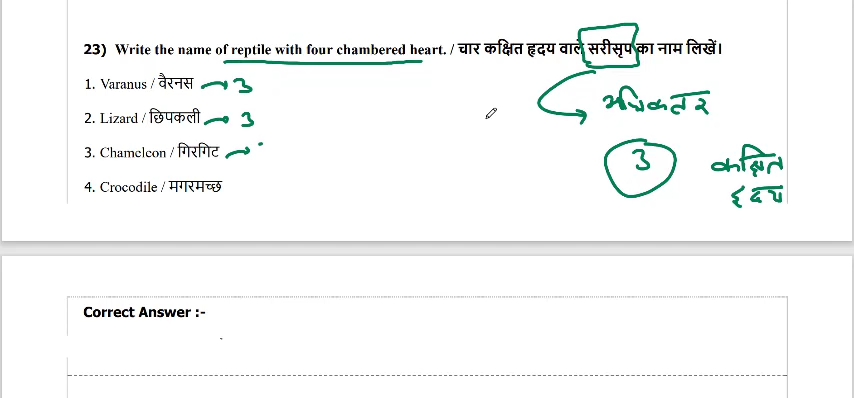 23) Write the name of reptile with four chambered heart. / चार कक्षित हृदय वाले सरीसृप का नाम लिखें।
1. Varanus / वैरनस → 3
2. Lizard / छिपकली → 3
3. Chameleon / गिरगिट →
4. Crocodile / मगरमच्छ
अधिकतर
3 कक्षित
हृदय
Correct Answer :-